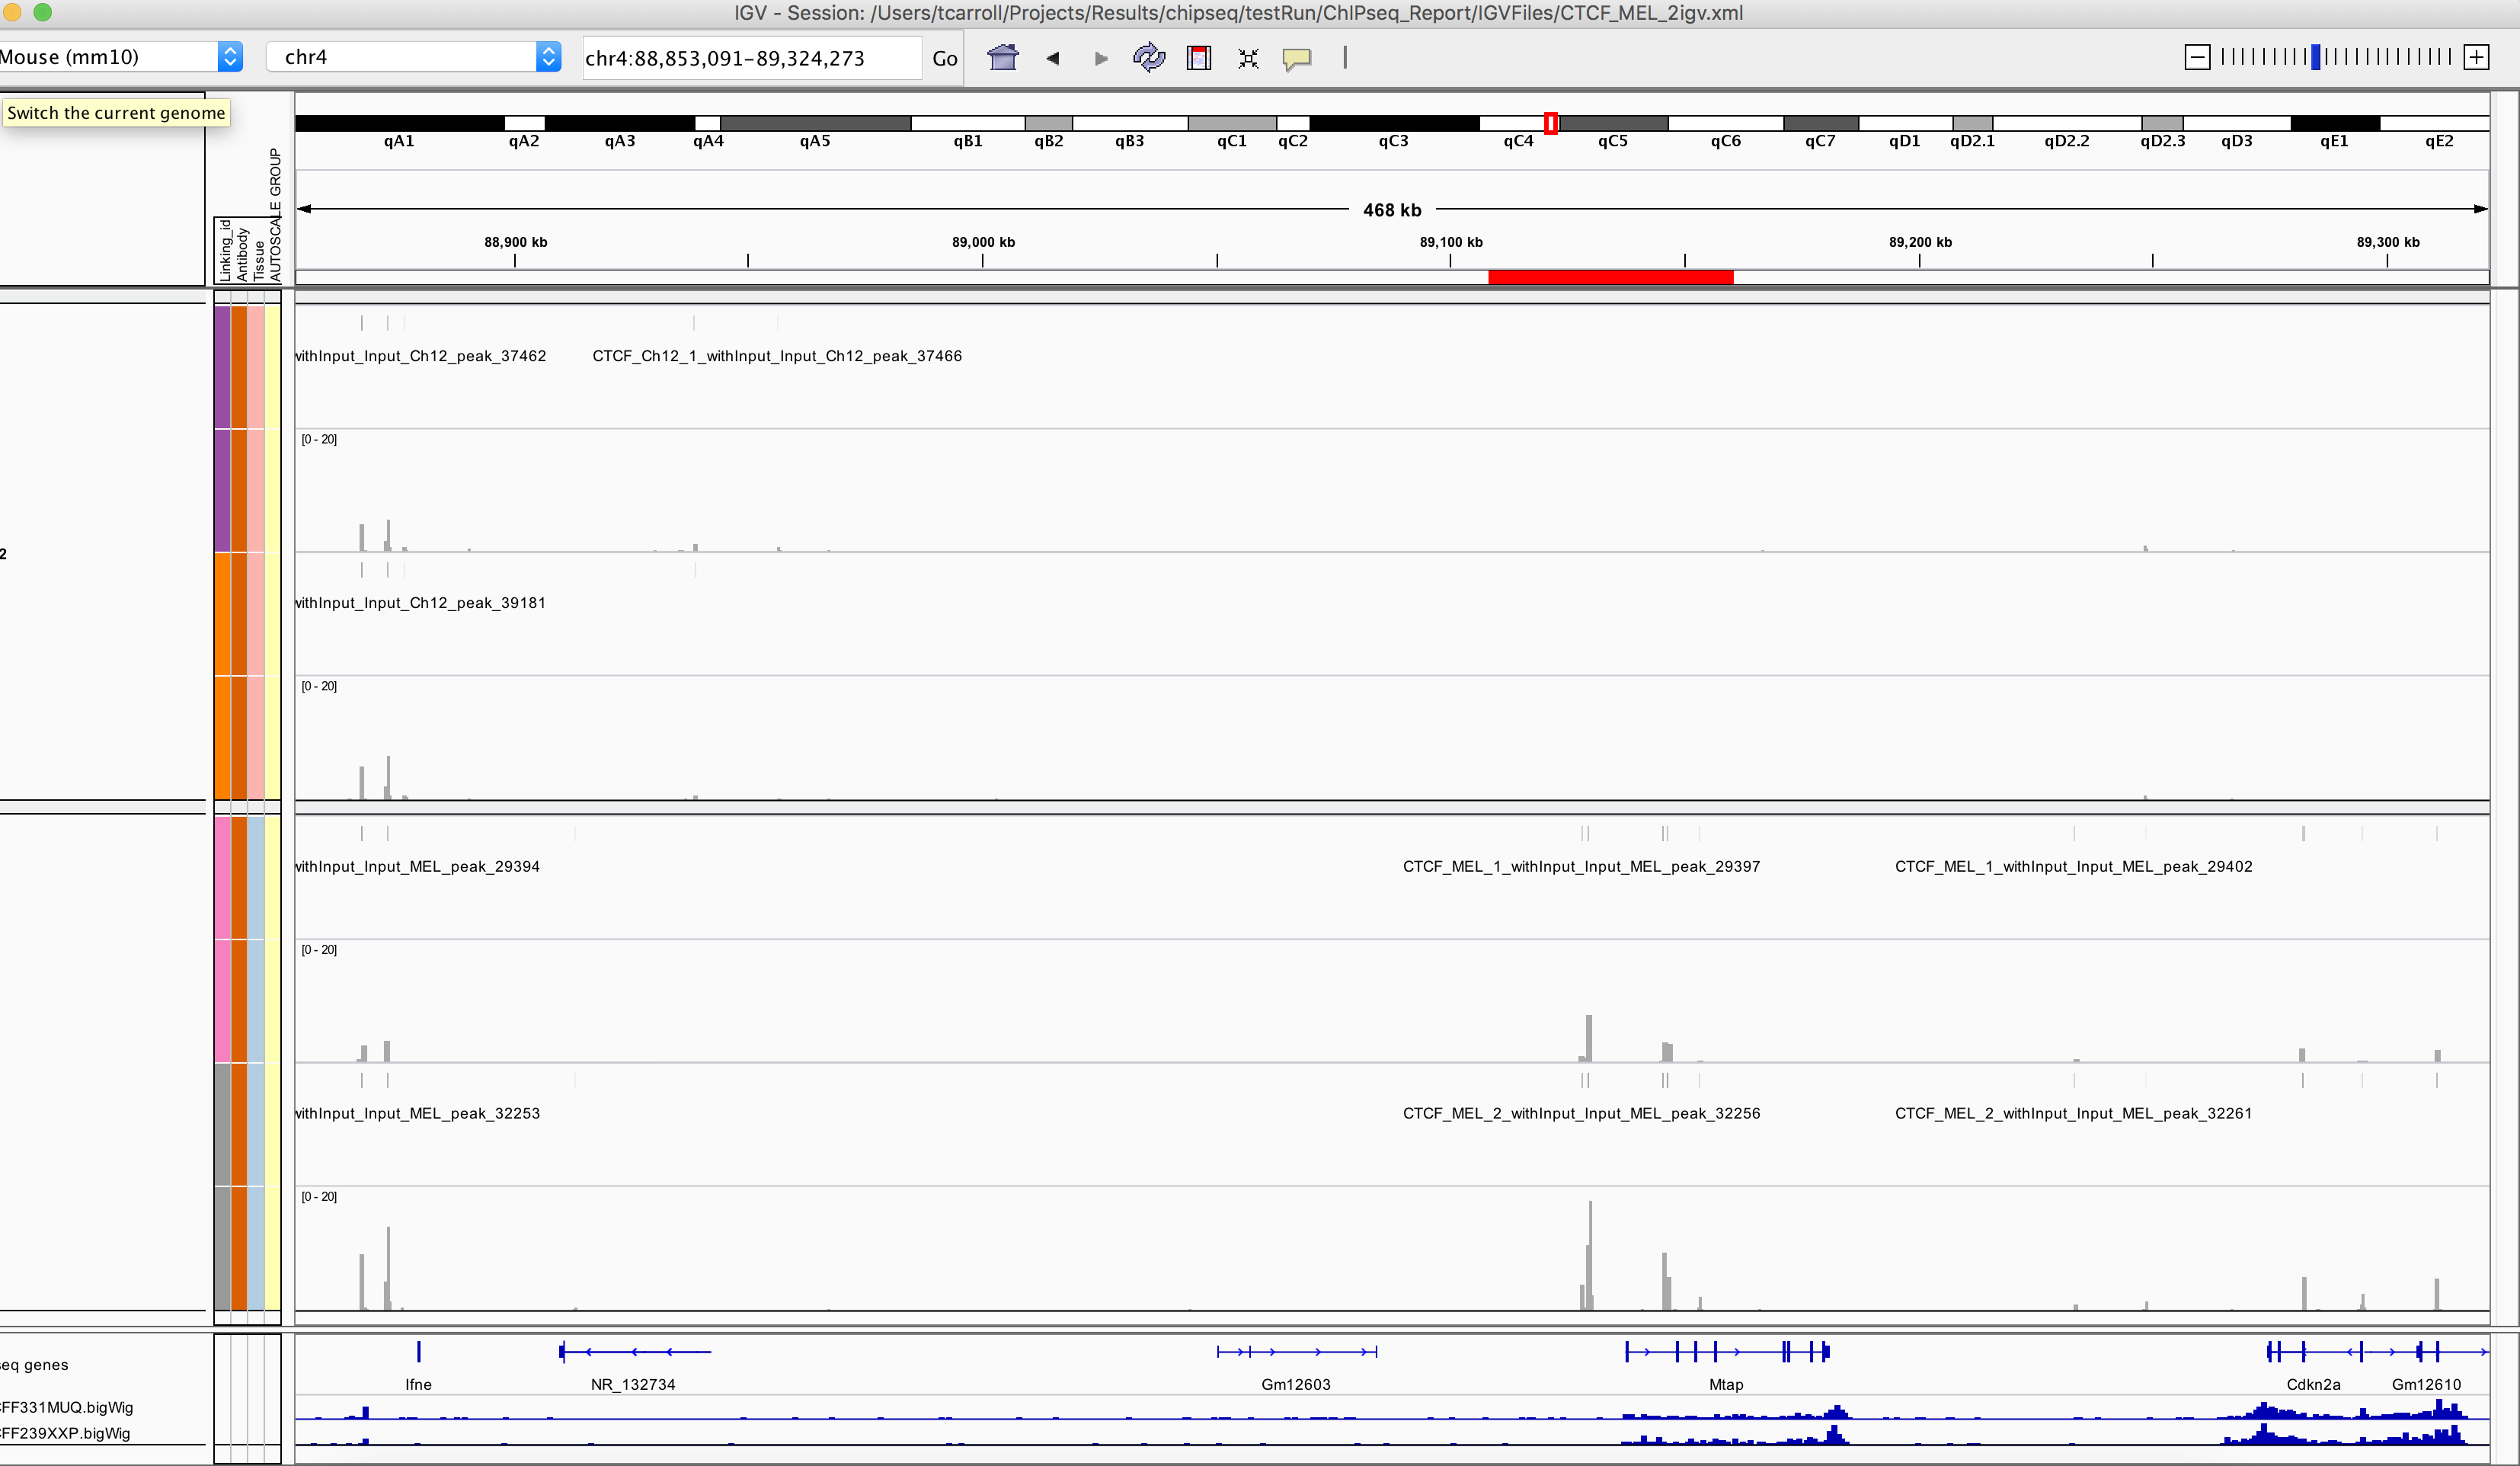 IGV - Session: /Users/tcarroll/Projects/Results/chipseq/testRun/ChIPseq_Report/IGVFiles/CTCF_MEL_2igv.xml
Mouse (mm10) chr4 chr4:88,853,091-89,324,273 Go
Switch the current genome
qA1 qA2 qA3 qA4 qA5 qB1 qB2 qB3 qC1 qC2 qC3 qC4 qC5 qC6 qC7 qD1 qD2.1 qD2.2 qD2.3 qD3 qE1 qE2
Linking_id
Antibody
Tissue
AUTOSCALE GROUP
468 kb
88,900 kb 89,000 kb 89,100 kb 89,200 kb 89,300 kb
withInput_Input_Ch12_peak_37462 CTCF_Ch12_1_withInput_Input_Ch12_peak_37466
[0 - 20]
2
withInput_Input_Ch12_peak_39181
[0 - 20]
withInput_Input_MEL_peak_29394 CTCF_MEL_1_withInput_Input_MEL_peak_29397 CTCF_MEL_1_withInput_Input_MEL_peak_29402
[0 - 20]
withInput_Input_MEL_peak_32253 CTCF_MEL_2_withInput_Input_MEL_peak_32256 CTCF_MEL_2_withInput_Input_MEL_peak_32261
[0 - 20]
seq genes
Ifne NR_132734 Gm12603 Mtap Cdkn2a Gm12610
FF331MUQ.bigWig
FF239XXP.bigWig